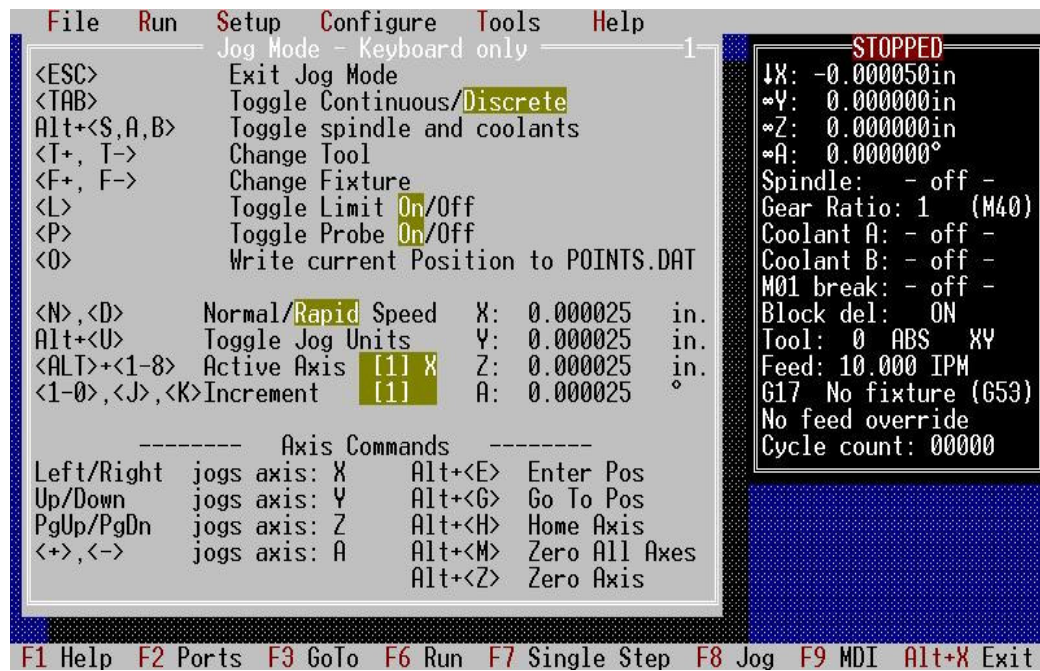 File Run Setup Configure Tools Help
Jog Mode - Keyboard only 1
<ESC> Exit Jog Mode
<TAB> Toggle Continuous/Discrete
Alt+<S,A,B> Toggle spindle and coolants
<T+, T-> Change Tool
<F+, F-> Change Fixture
<L> Toggle Limit On/Off
<P> Toggle Probe On/Off
<O> Write current Position to POINTS.DAT
<N>,<D> Normal/Rapid Speed X: 0.000025 in.
Alt+<U> Toggle Jog Units Y: 0.000025 in.
<ALT>+<1-8> Active Axis [1] X Z: 0.000025 in.
<1-0>,<J>,<K>Increment [1] A: 0.000025 °
-------- Axis Commands --------
Left/Right jogs axis: X Alt+<E> Enter Pos
Up/Down jogs axis: Y Alt+<G> Go To Pos
PgUp/PgDn jogs axis: Z Alt+<H> Home Axis
<+>,<-> jogs axis: A Alt+<M> Zero All Axes
Alt+<Z> Zero Axis
STOPPED
↓X: -0.000050in
∞Y: 0.000000in
∞Z: 0.000000in
∞A: 0.000000°
Spindle: - off -
Gear Ratio: 1 (M40)
Coolant A: - off -
Coolant B: - off -
M01 break: - off -
Block del: ON
Tool: 0 ABS XY
Feed: 10.000 IPM
G17 No fixture (G53)
No feed override
Cycle count: 00000
F1 Help F2 Ports F3 GoTo F6 Run F7 Single Step F8 Jog F9 MDI Alt+X Exit